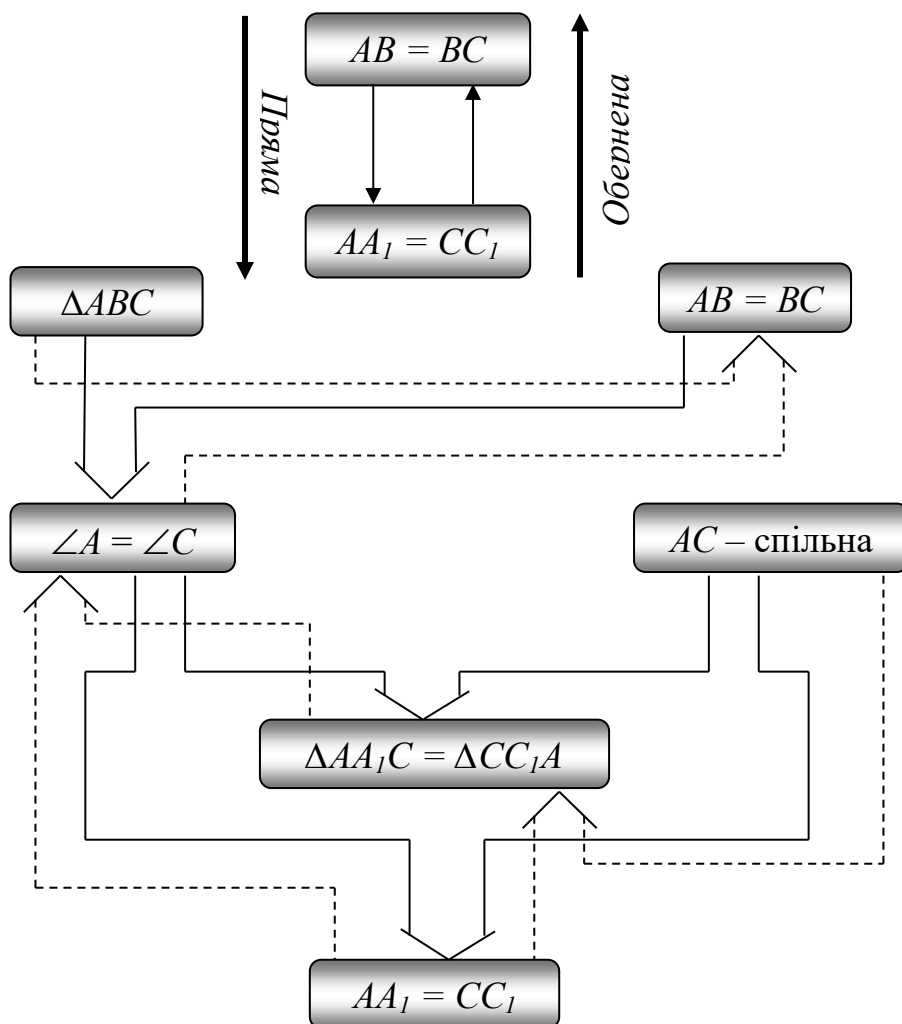 AB = BC
Пряма
Обернена
AA₁ = CC₁
ΔABC
AB = BC
∠A = ∠C
AC – спільна
ΔAA₁C = ΔCC₁A
AA₁ = CC₁